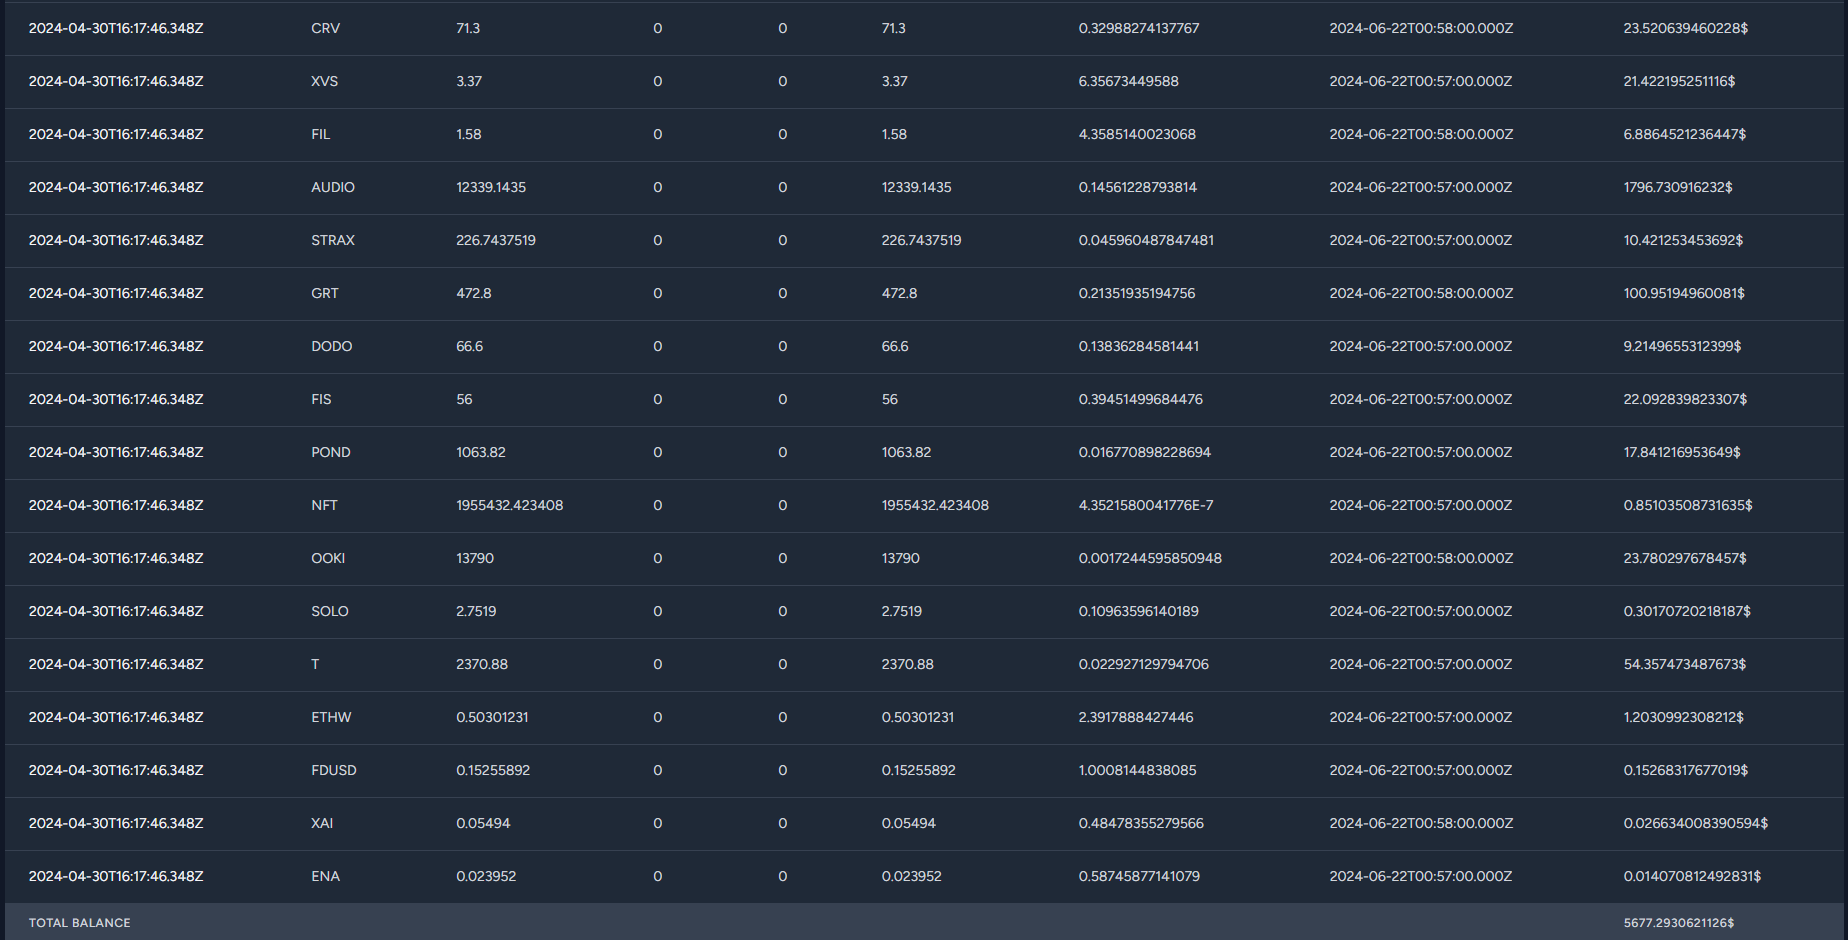 2024-04-30T16:17:46.348Z CRV 71.3 0 0 71.3 0.32988274137767 2024-06-22T00:58:00.000Z 23.520639460228$
2024-04-30T16:17:46.348Z XVS 3.37 0 0 3.37 6.35673449588 2024-06-22T00:57:00.000Z 21.422195251116$
2024-04-30T16:17:46.348Z FIL 1.58 0 0 1.58 4.3585140023068 2024-06-22T00:58:00.000Z 6.8864521236447$
2024-04-30T16:17:46.348Z AUDIO 12339.1435 0 0 12339.1435 0.14561228793814 2024-06-22T00:57:00.000Z 1796.730916232$
2024-04-30T16:17:46.348Z STRAX 226.7437519 0 0 226.7437519 0.045960487847481 2024-06-22T00:57:00.000Z 10.421253453692$
2024-04-30T16:17:46.348Z GRT 472.8 0 0 472.8 0.21351935194756 2024-06-22T00:58:00.000Z 100.95194960081$
2024-04-30T16:17:46.348Z DODO 66.6 0 0 66.6 0.13836284581441 2024-06-22T00:57:00.000Z 9.2149655312399$
2024-04-30T16:17:46.348Z FIS 56 0 0 56 0.39451499684476 2024-06-22T00:57:00.000Z 22.092839823307$
2024-04-30T16:17:46.348Z POND 1063.82 0 0 1063.82 0.016770898228694 2024-06-22T00:57:00.000Z 17.841216953649$
2024-04-30T16:17:46.348Z NFT 1955432.423408 0 0 1955432.423408 4.3521580041776E-7 2024-06-22T00:57:00.000Z 0.85103508731635$
2024-04-30T16:17:46.348Z OOKI 13790 0 0 13790 0.0017244595850948 2024-06-22T00:58:00.000Z 23.780297678457$
2024-04-30T16:17:46.348Z SOLO 2.7519 0 0 2.7519 0.10963596140189 2024-06-22T00:57:00.000Z 0.30170720218187$
2024-04-30T16:17:46.348Z T 2370.88 0 0 2370.88 0.022927129794706 2024-06-22T00:57:00.000Z 54.357473487673$
2024-04-30T16:17:46.348Z ETHW 0.50301231 0 0 0.50301231 2.3917888427446 2024-06-22T00:57:00.000Z 1.2030992308212$
2024-04-30T16:17:46.348Z FDUSD 0.15255892 0 0 0.15255892 1.0008144838085 2024-06-22T00:57:00.000Z 0.15268317677019$
2024-04-30T16:17:46.348Z XAI 0.05494 0 0 0.05494 0.48478355279566 2024-06-22T00:58:00.000Z 0.026634008390594$
2024-04-30T16:17:46.348Z ENA 0.023952 0 0 0.023952 0.58745877141079 2024-06-22T00:57:00.000Z 0.014070812492831$
TOTAL BALANCE 5677.2930621126$